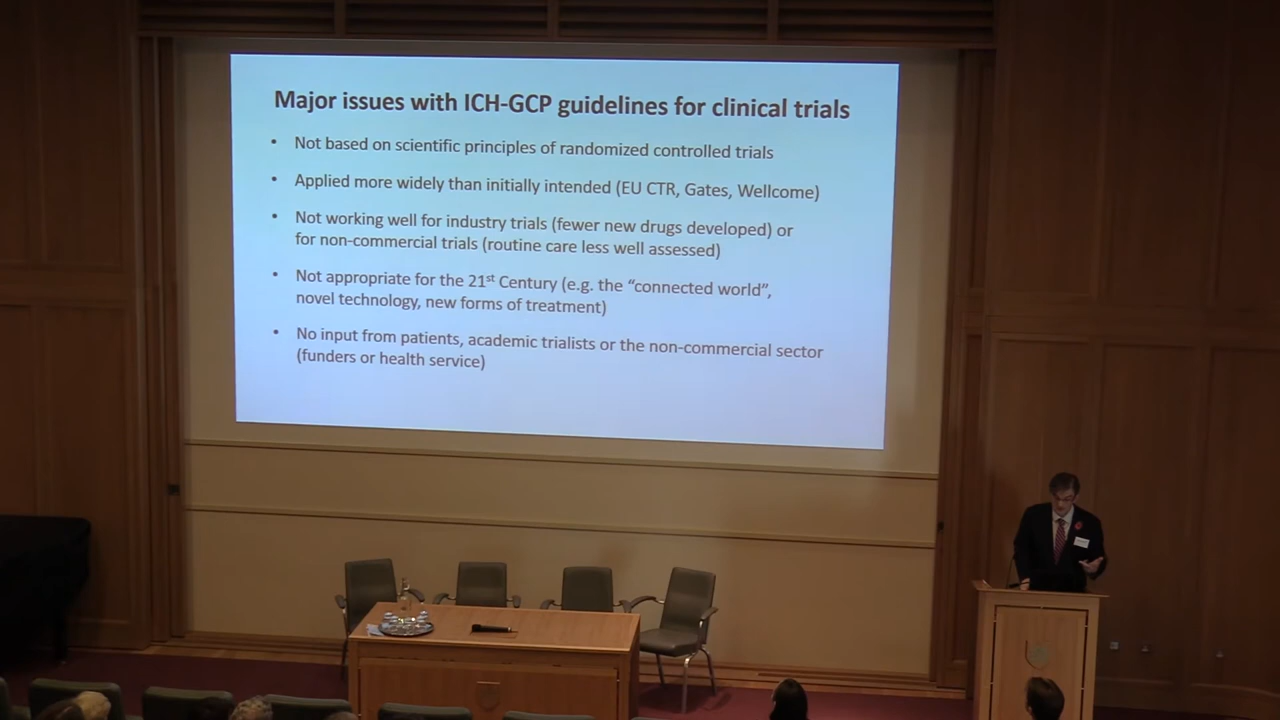 Major issues with ICH-GCP guidelines for clinical trials
• Not based on scientific principles of randomized controlled trials
• Applied more widely than initially intended (EU CTR, Gates, Wellcome)
• Not working well for industry trials (fewer new drugs developed) or
for non-commercial trials (routine care less well assessed)
• Not appropriate for the 21st Century (e.g. the “connected world”,
novel technology, new forms of treatment)
• No input from patients, academic trialists or the non-commercial sector
(funders or health service)